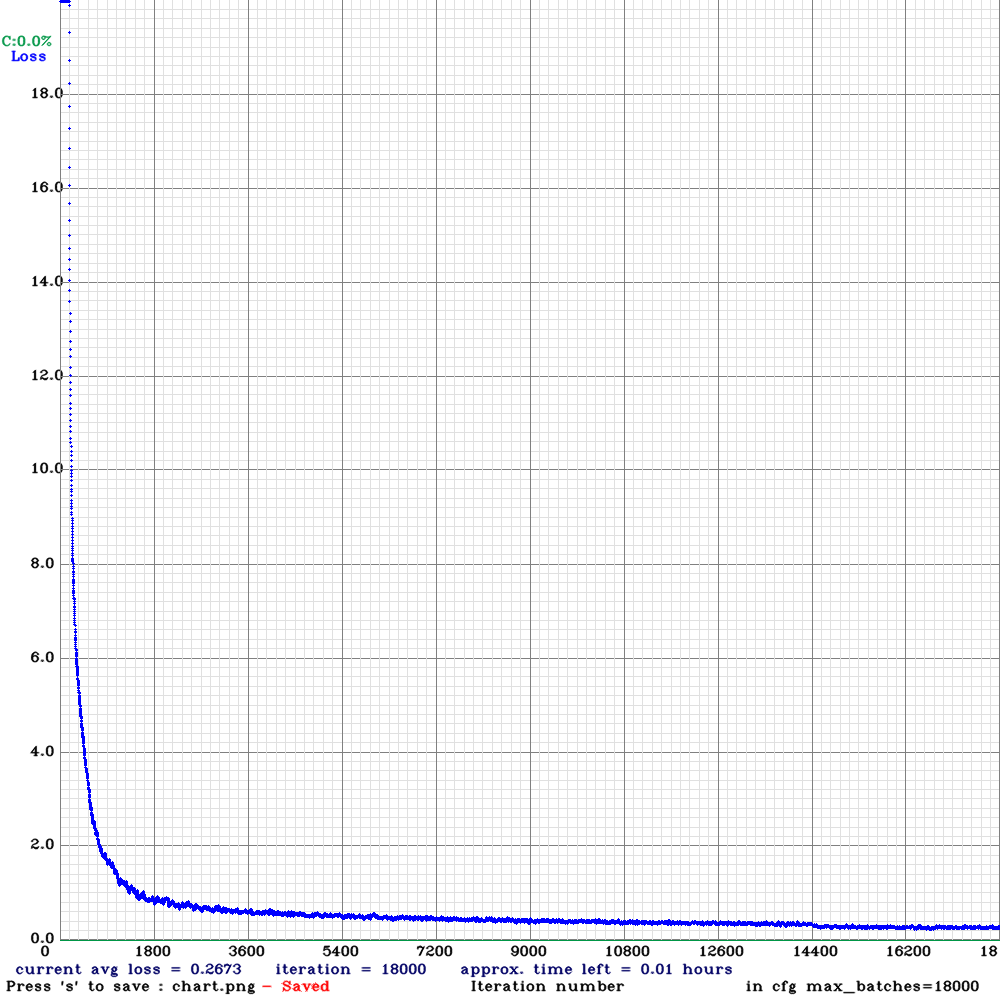 C:0.0%
Loss
18.0
16.0
14.0
12.0
10.0
8.0
6.0
4.0
2.0
0.0
0 1800 3600 5400 7200 9000 10800 12600 14400 16200 18
current avg loss = 0.2673 iteration = 18000 approx. time left = 0.01 hours
Press 's' to save : chart.png - Saved Iteration number in cfg max_batches=18000